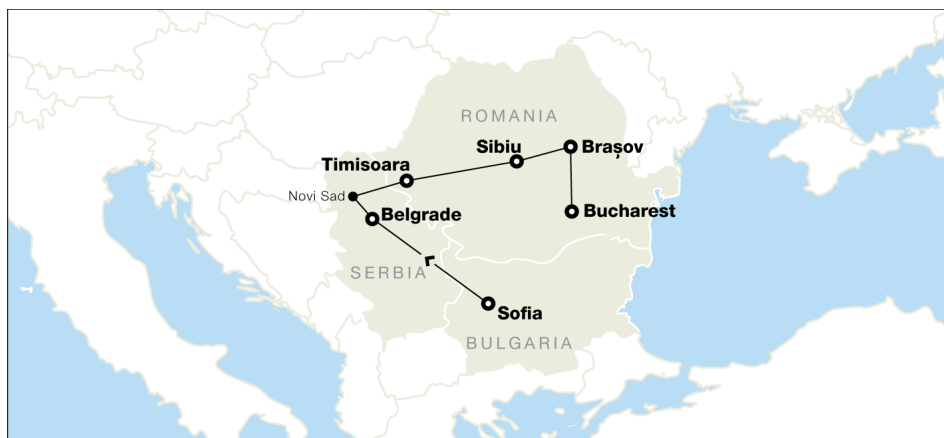 ROMANIA
Sibiu
Brașov
Timisoara
Novi Sad
Belgrade
Bucharest
SERBIA
Sofia
BULGARIA